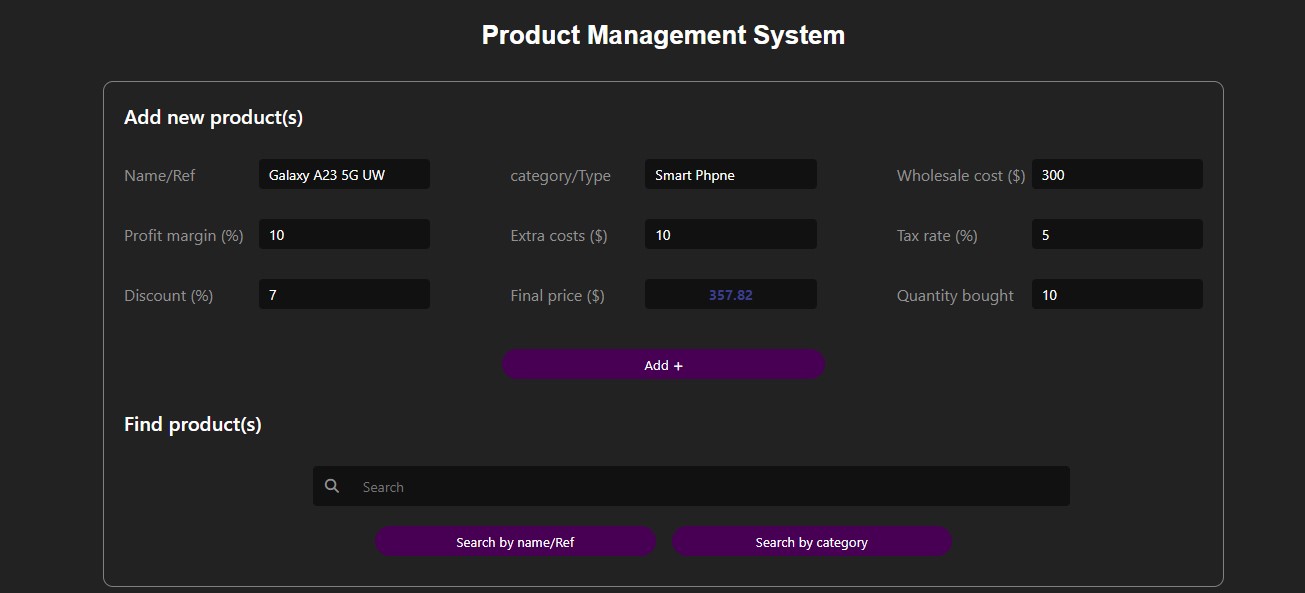 Product Management System
Add new product(s)
Name/Ref Galaxy A23 5G UW category/Type Smart Phpne Wholesale cost ($) 300
Profit margin (%) 10 Extra costs ($) 10 Tax rate (%) 5
Discount (%) 7 Final price ($) 357.82 Quantity bought 10
Add +
Find product(s)
Search
Search by name/Ref Search by category